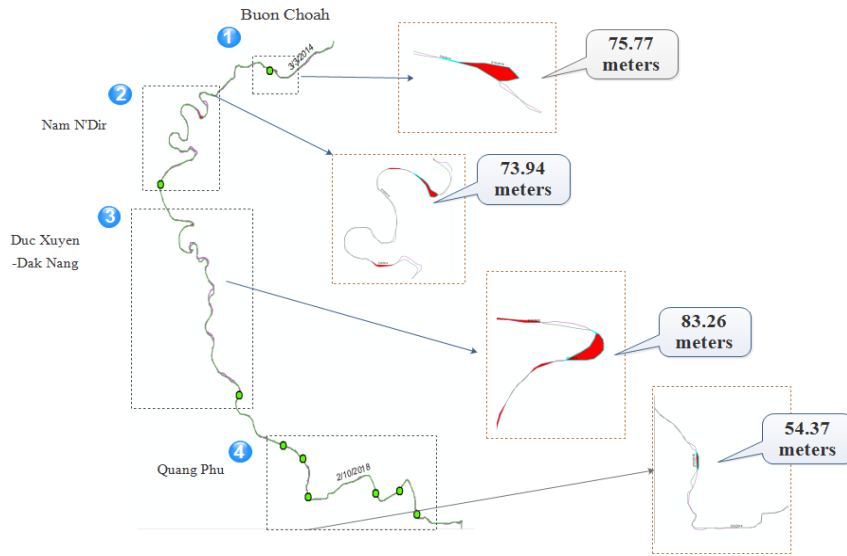 Buon Choah
1
3/3/2014
75.77
meters
2
Nam N'Dir
73.94
meters
3
Duc Xuyen
-Dak Nang
83.26
meters
4
Quang Phu
2/10/2018
54.37
meters